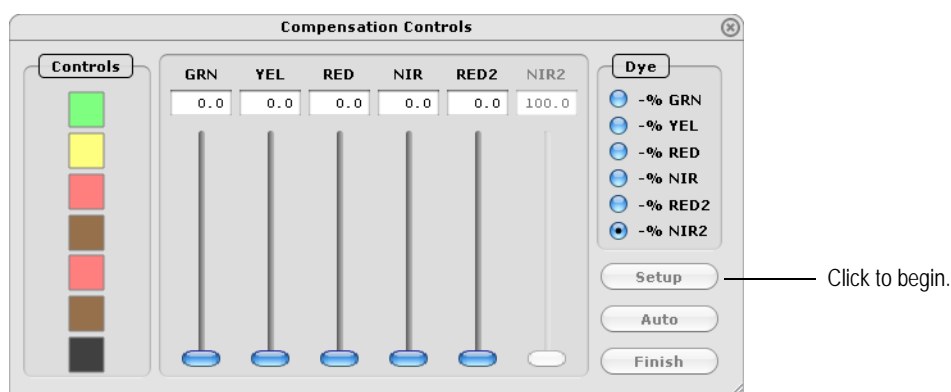 Compensation Controls
Controls
GRN YEL RED NIR RED2 NIR2
0.0 0.0 0.0 0.0 0.0 100.0
Dye
-% GRN
-% YEL
-% RED
-% NIR
-% RED2
-% NIR2
Setup
Click to begin.
Auto
Finish